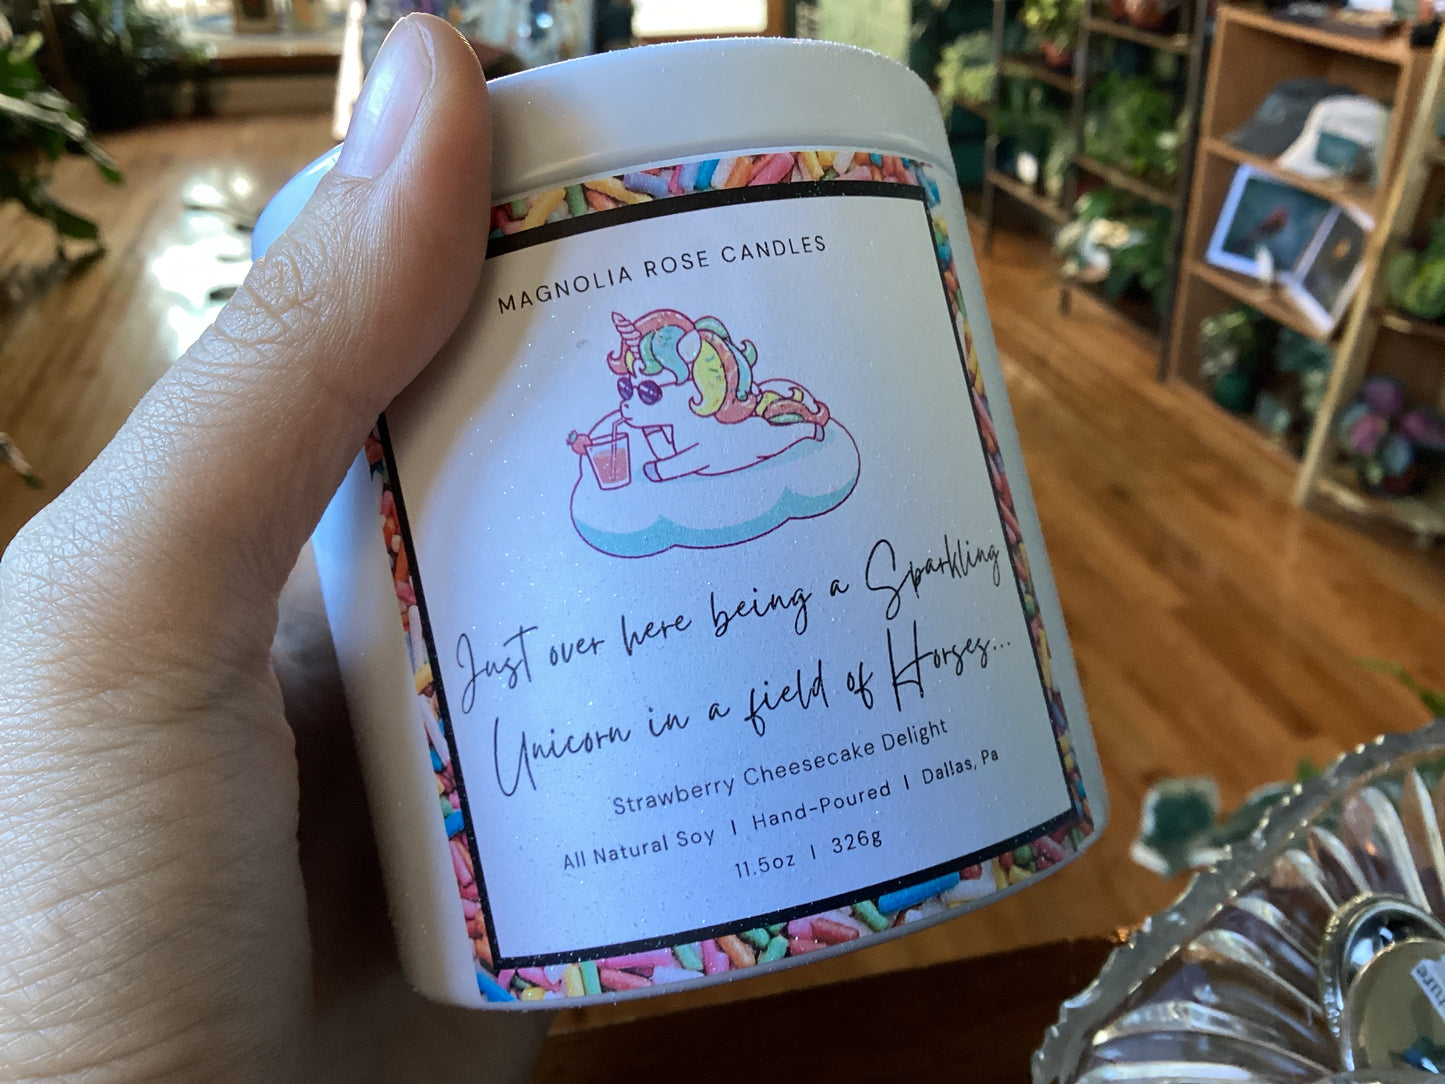 MAGNOLIA ROSE CANDLES
Just over here being a Sparkling
Unicorn in a field of Horses...
Strawberry Cheesecake Delight
All Natural Soy | Hand-Poured | Dallas, Pa
11.5oz | 326g